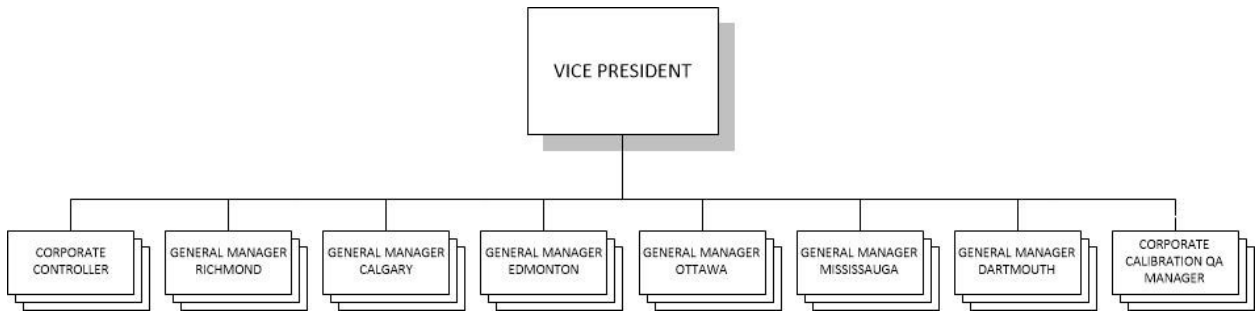 VICE PRESIDENT
CORPORATE
CONTROLLER
GENERAL MANAGER
RICHMOND
GENERAL MANAGER
CALGARY
GENERAL MANAGER
EDMONTON
GENERAL MANAGER
OTTAWA
GENERAL MANAGER
MISSISSAUGA
GENERAL MANAGER
DARTMOUTH
CORPORATE
CALIBRATION QA
MANAGER